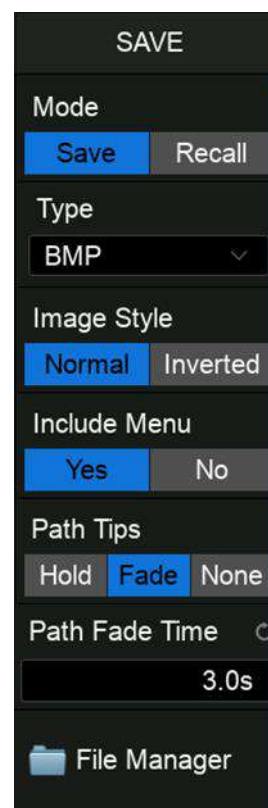 SAVE
Mode
Save Recall
Type
BMP
Image Style
Normal Inverted
Include Menu
Yes No
Path Tips
Hold Fade None
Path Fade Time
3.0s
File Manager